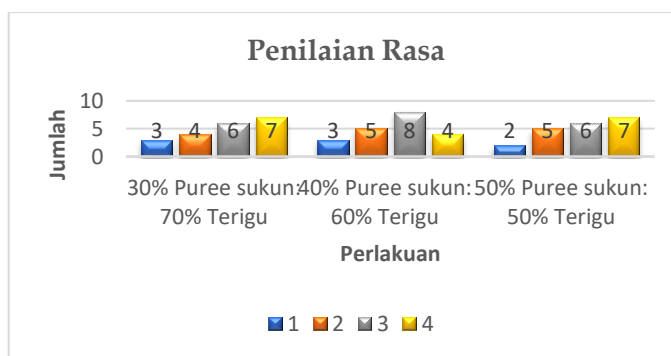 Penilaian Rasa
Jumlah
10
5
0
3 4 6 7 3 5 8 4 2 5 6 7
30% Puree sukun: 40% Puree sukun: 50% Puree sukun:
70% Terigu 60% Terigu 50% Terigu
Perlakuan
1 2 3 4